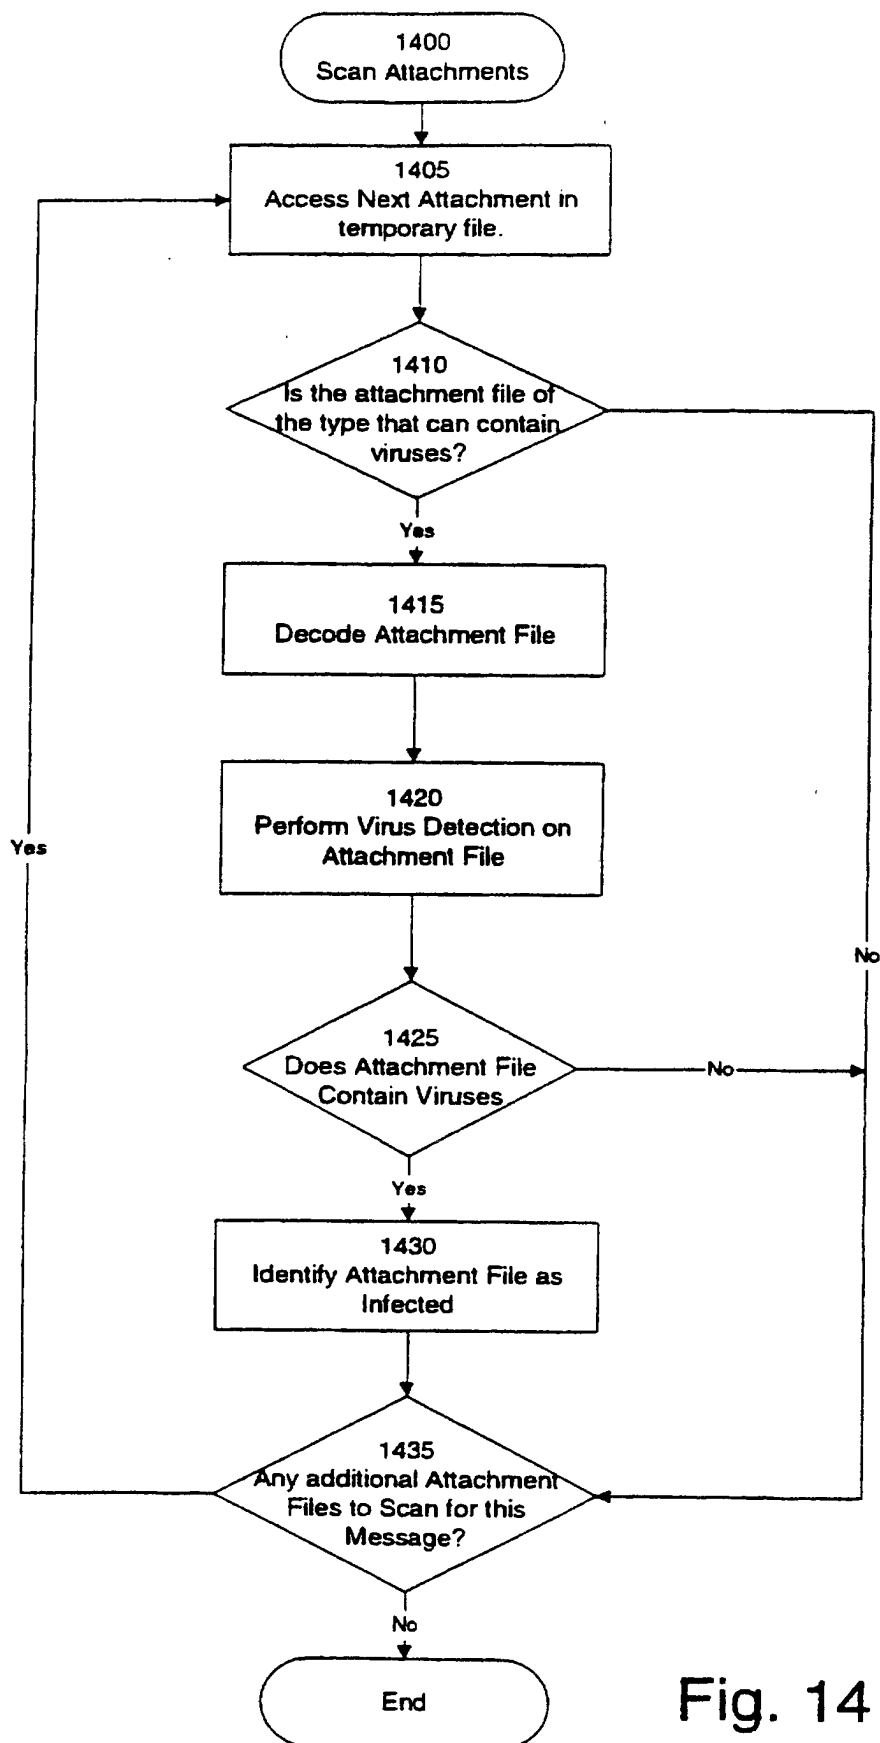 1400
Scan Attachments
1405
Access Next Attachment in
temporary file.
1410
Is the attachment file of
the type that can contain
viruses?
Yes
1415
Decode Attachment File
1420
Perform Virus Detection on
Attachment File
Yes
No
1425
Does Attachment File
Contain Viruses
No
Yes
1430
Identify Attachment File as
Infected
1435
Any additional Attachment
Files to Scan for this
Message?
No
End
Fig. 14